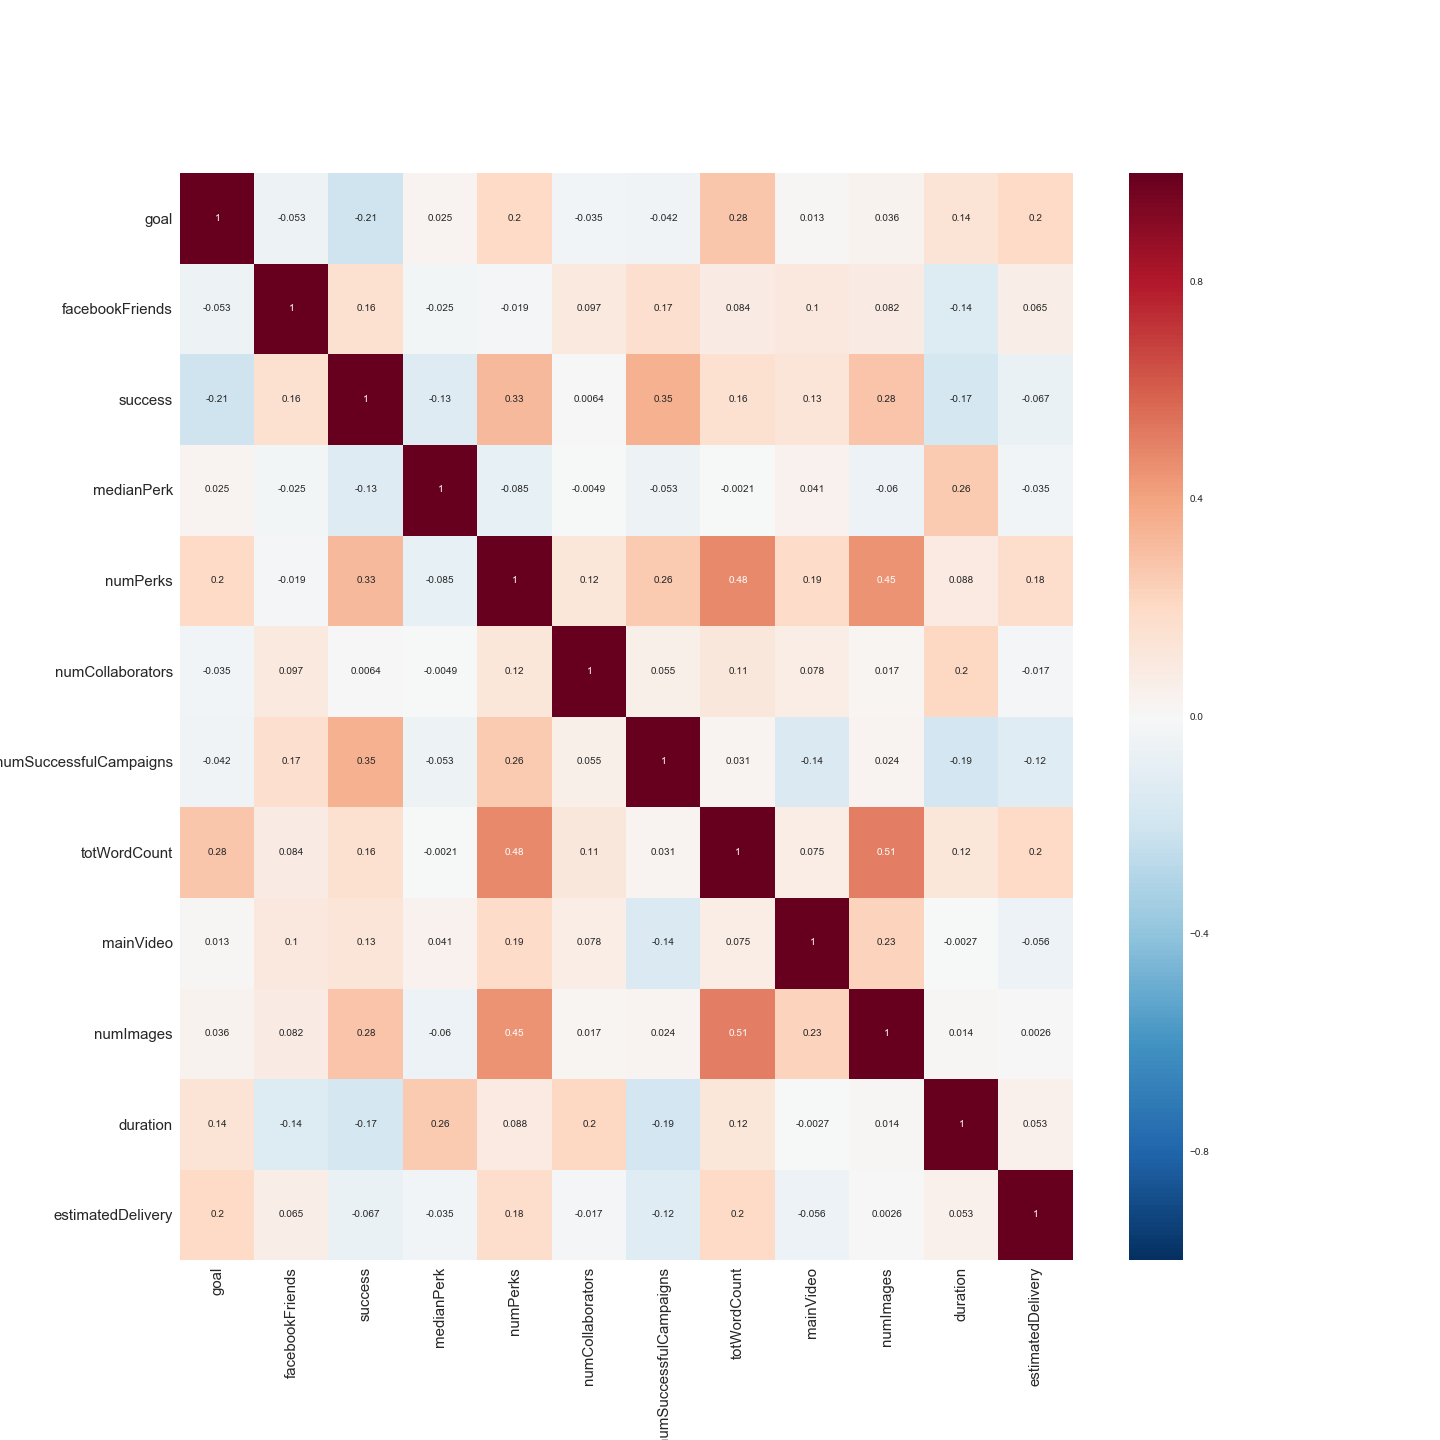 goal 1 -0.053 -0.21 0.025 0.2 -0.035 -0.042 0.28 0.013 0.036 0.14 0.2
facebookFriends -0.053 1 0.16 -0.025 -0.019 0.097 0.17 0.084 0.1 0.082 -0.14 0.065
success -0.21 0.16 1 -0.13 0.33 0.0064 0.35 0.16 0.13 0.28 -0.17 -0.067
medianPerk 0.025 -0.025 -0.13 1 -0.085 -0.0049 -0.053 -0.0021 0.041 -0.06 0.26 -0.035
numPerks 0.2 -0.019 0.33 -0.085 1 0.12 0.26 0.48 0.19 0.45 0.088 0.18
numCollaborators -0.035 0.097 0.0064 -0.0049 0.12 1 0.055 0.11 0.078 0.017 0.2 -0.017
numSuccessfulCampaigns -0.042 0.17 0.35 -0.053 0.26 0.055 1 0.031 -0.14 0.024 -0.19 -0.12
totWordCount 0.28 0.084 0.16 -0.0021 0.48 0.11 0.031 1 0.075 0.51 0.12 0.2
mainVideo 0.013 0.1 0.13 0.041 0.19 0.078 -0.14 0.075 1 0.23 -0.0027 -0.056
numImages 0.036 0.082 0.28 -0.06 0.45 0.017 0.024 0.51 0.23 1 0.014 0.0026
duration 0.14 -0.14 -0.17 0.26 0.088 0.2 -0.19 0.12 -0.0027 0.014 1 0.053
estimatedDelivery 0.2 0.065 -0.067 -0.035 0.18 -0.017 -0.12 0.2 -0.056 0.0026 0.053 1
goal
facebookFriends
success
medianPerk
numPerks
numCollaborators
numSuccessfulCampaigns
totWordCount
mainVideo
numImages
duration
estimatedDelivery
0.8
0.4
0.0
−0.4
−0.8